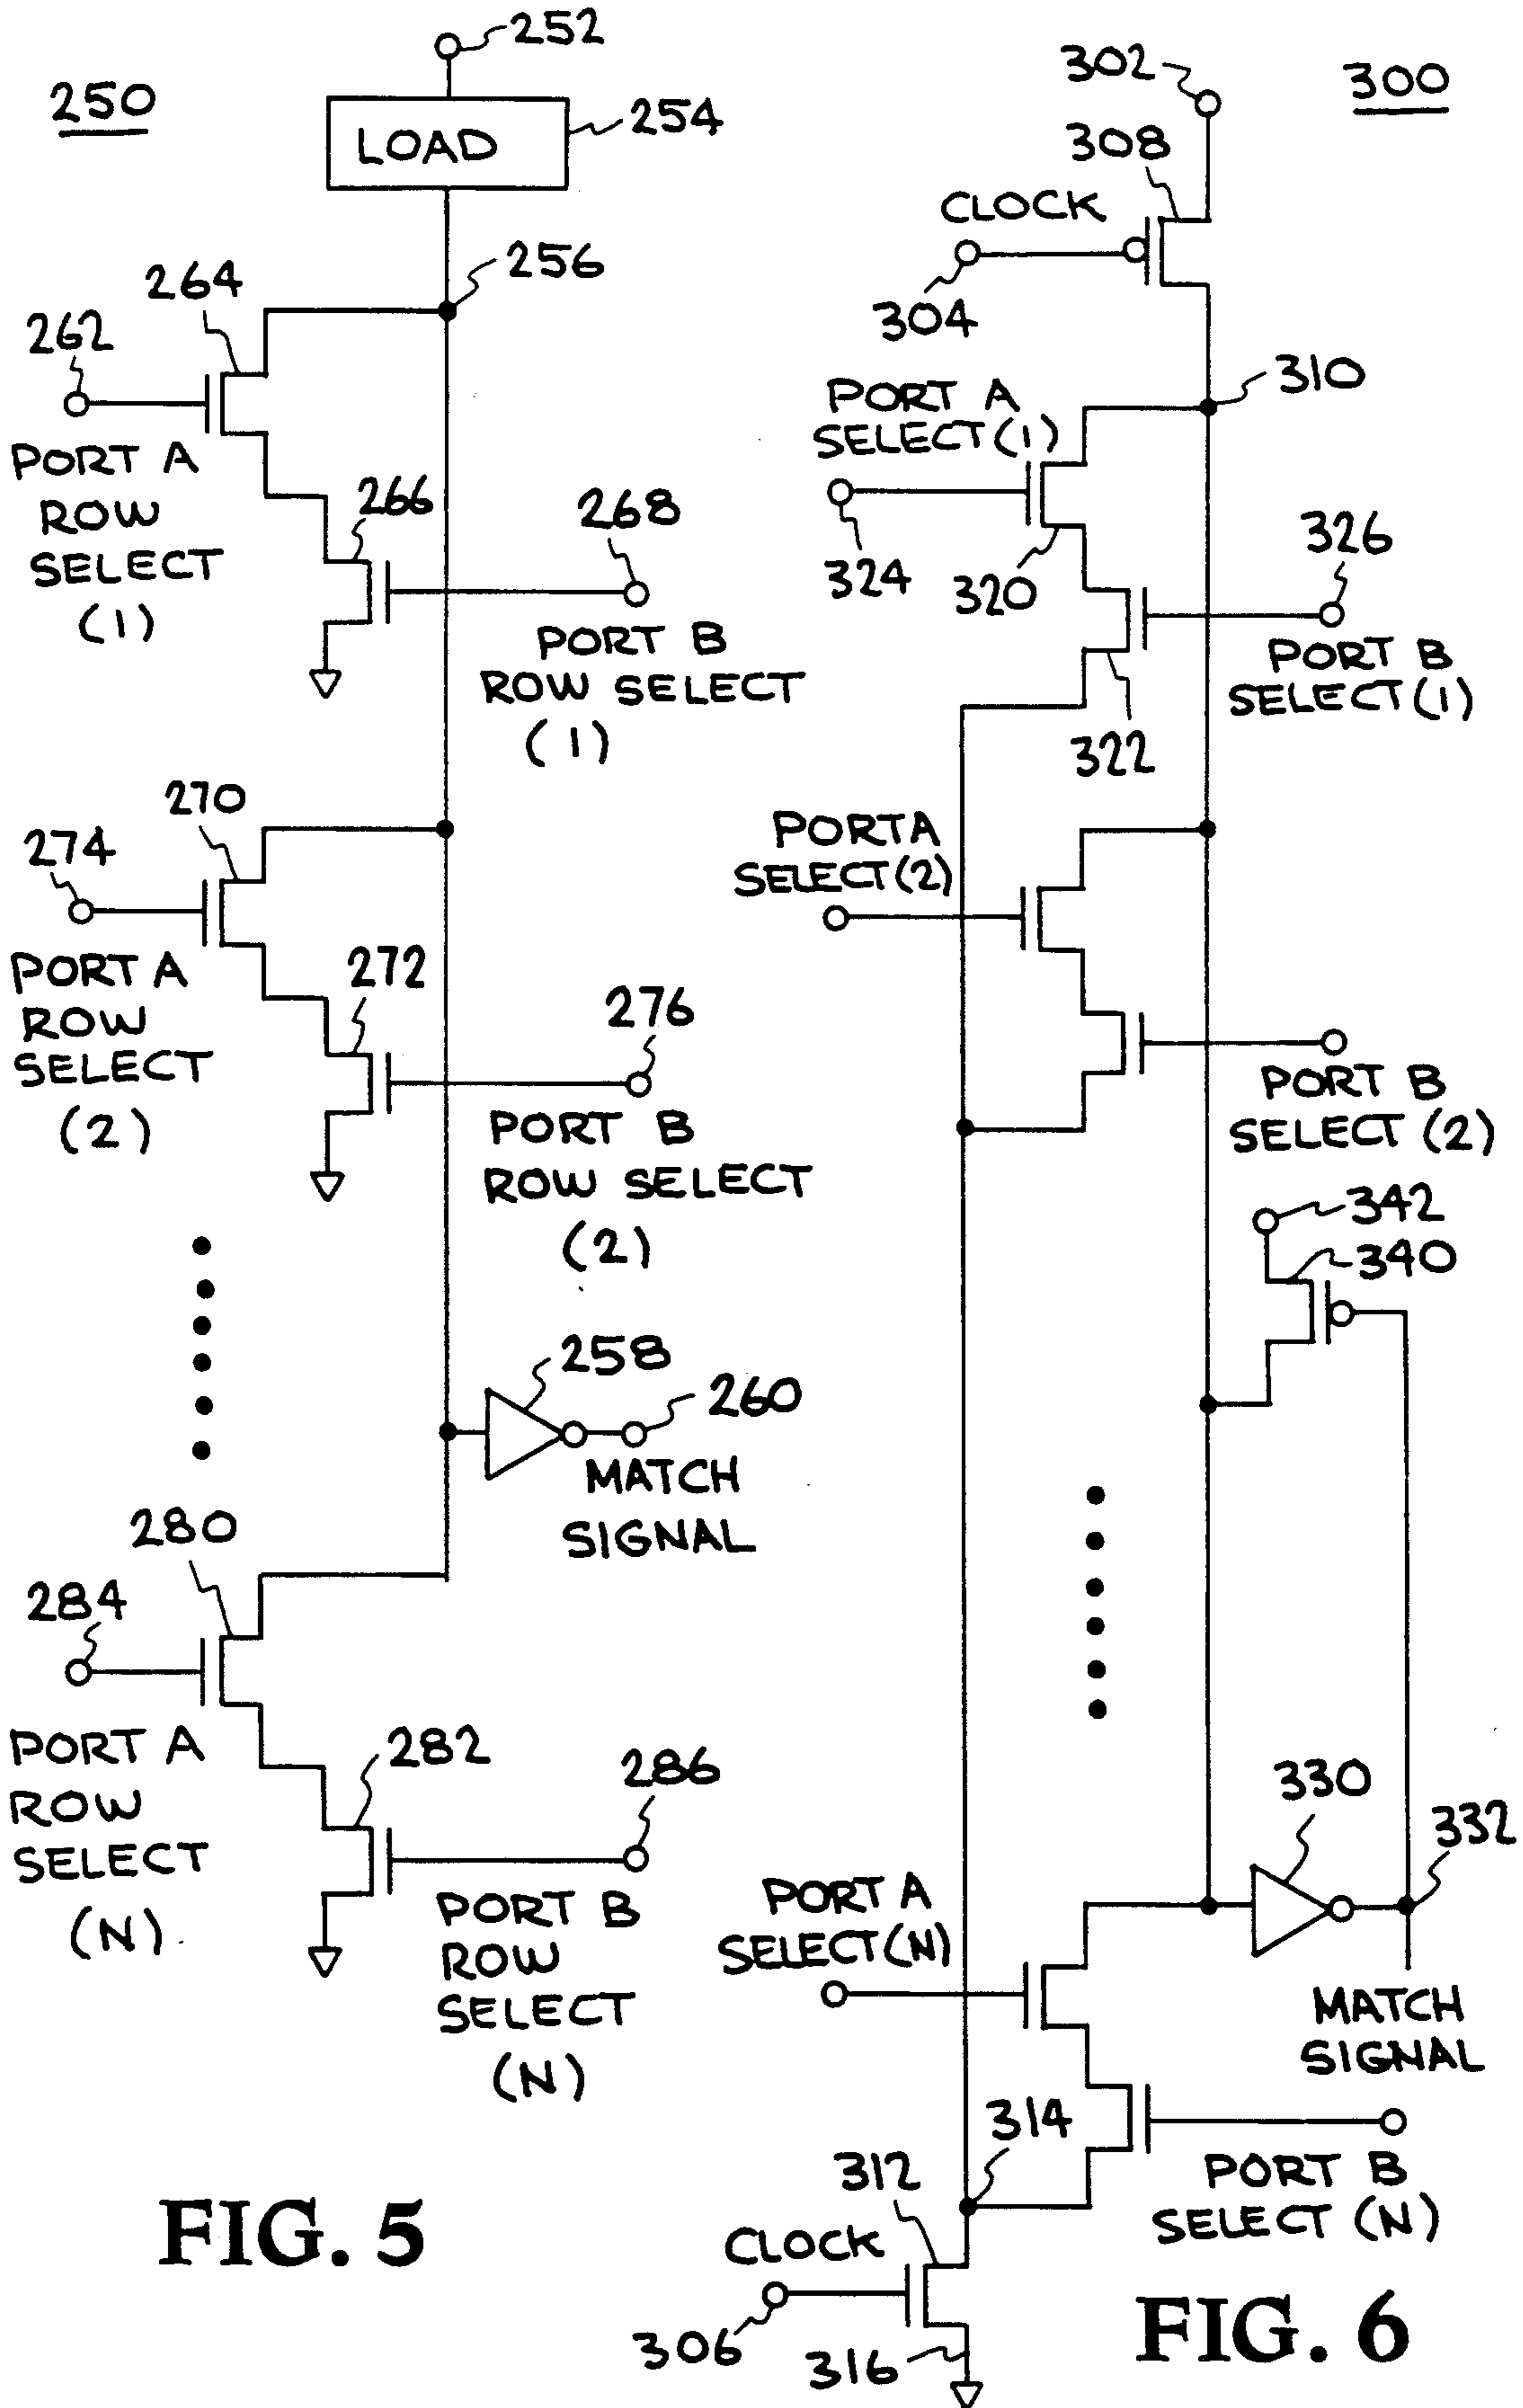 250
252
LOAD
254
256
264
262
PORT A
ROW
SELECT
(1)
266
268
PORT B
ROW SELECT
(1)
270
274
PORT A
ROW
SELECT
(2)
272
276
PORT B
ROW SELECT
(2)
258
260
MATCH
SIGNAL
280
284
PORT A
ROW
SELECT
(N)
282
286
PORT B
ROW
SELECT
(N)
FIG. 5
300
302
308
CLOCK
304
310
PORT A
SELECT(1)
324
320
326
PORT B
SELECT(1)
322
PORT A
SELECT(2)
PORT B
SELECT (2)
342
340
330
332
PORT A
SELECT(N)
MATCH
SIGNAL
314
312
PORT B
SELECT (N)
CLOCK
306
316
FIG. 6